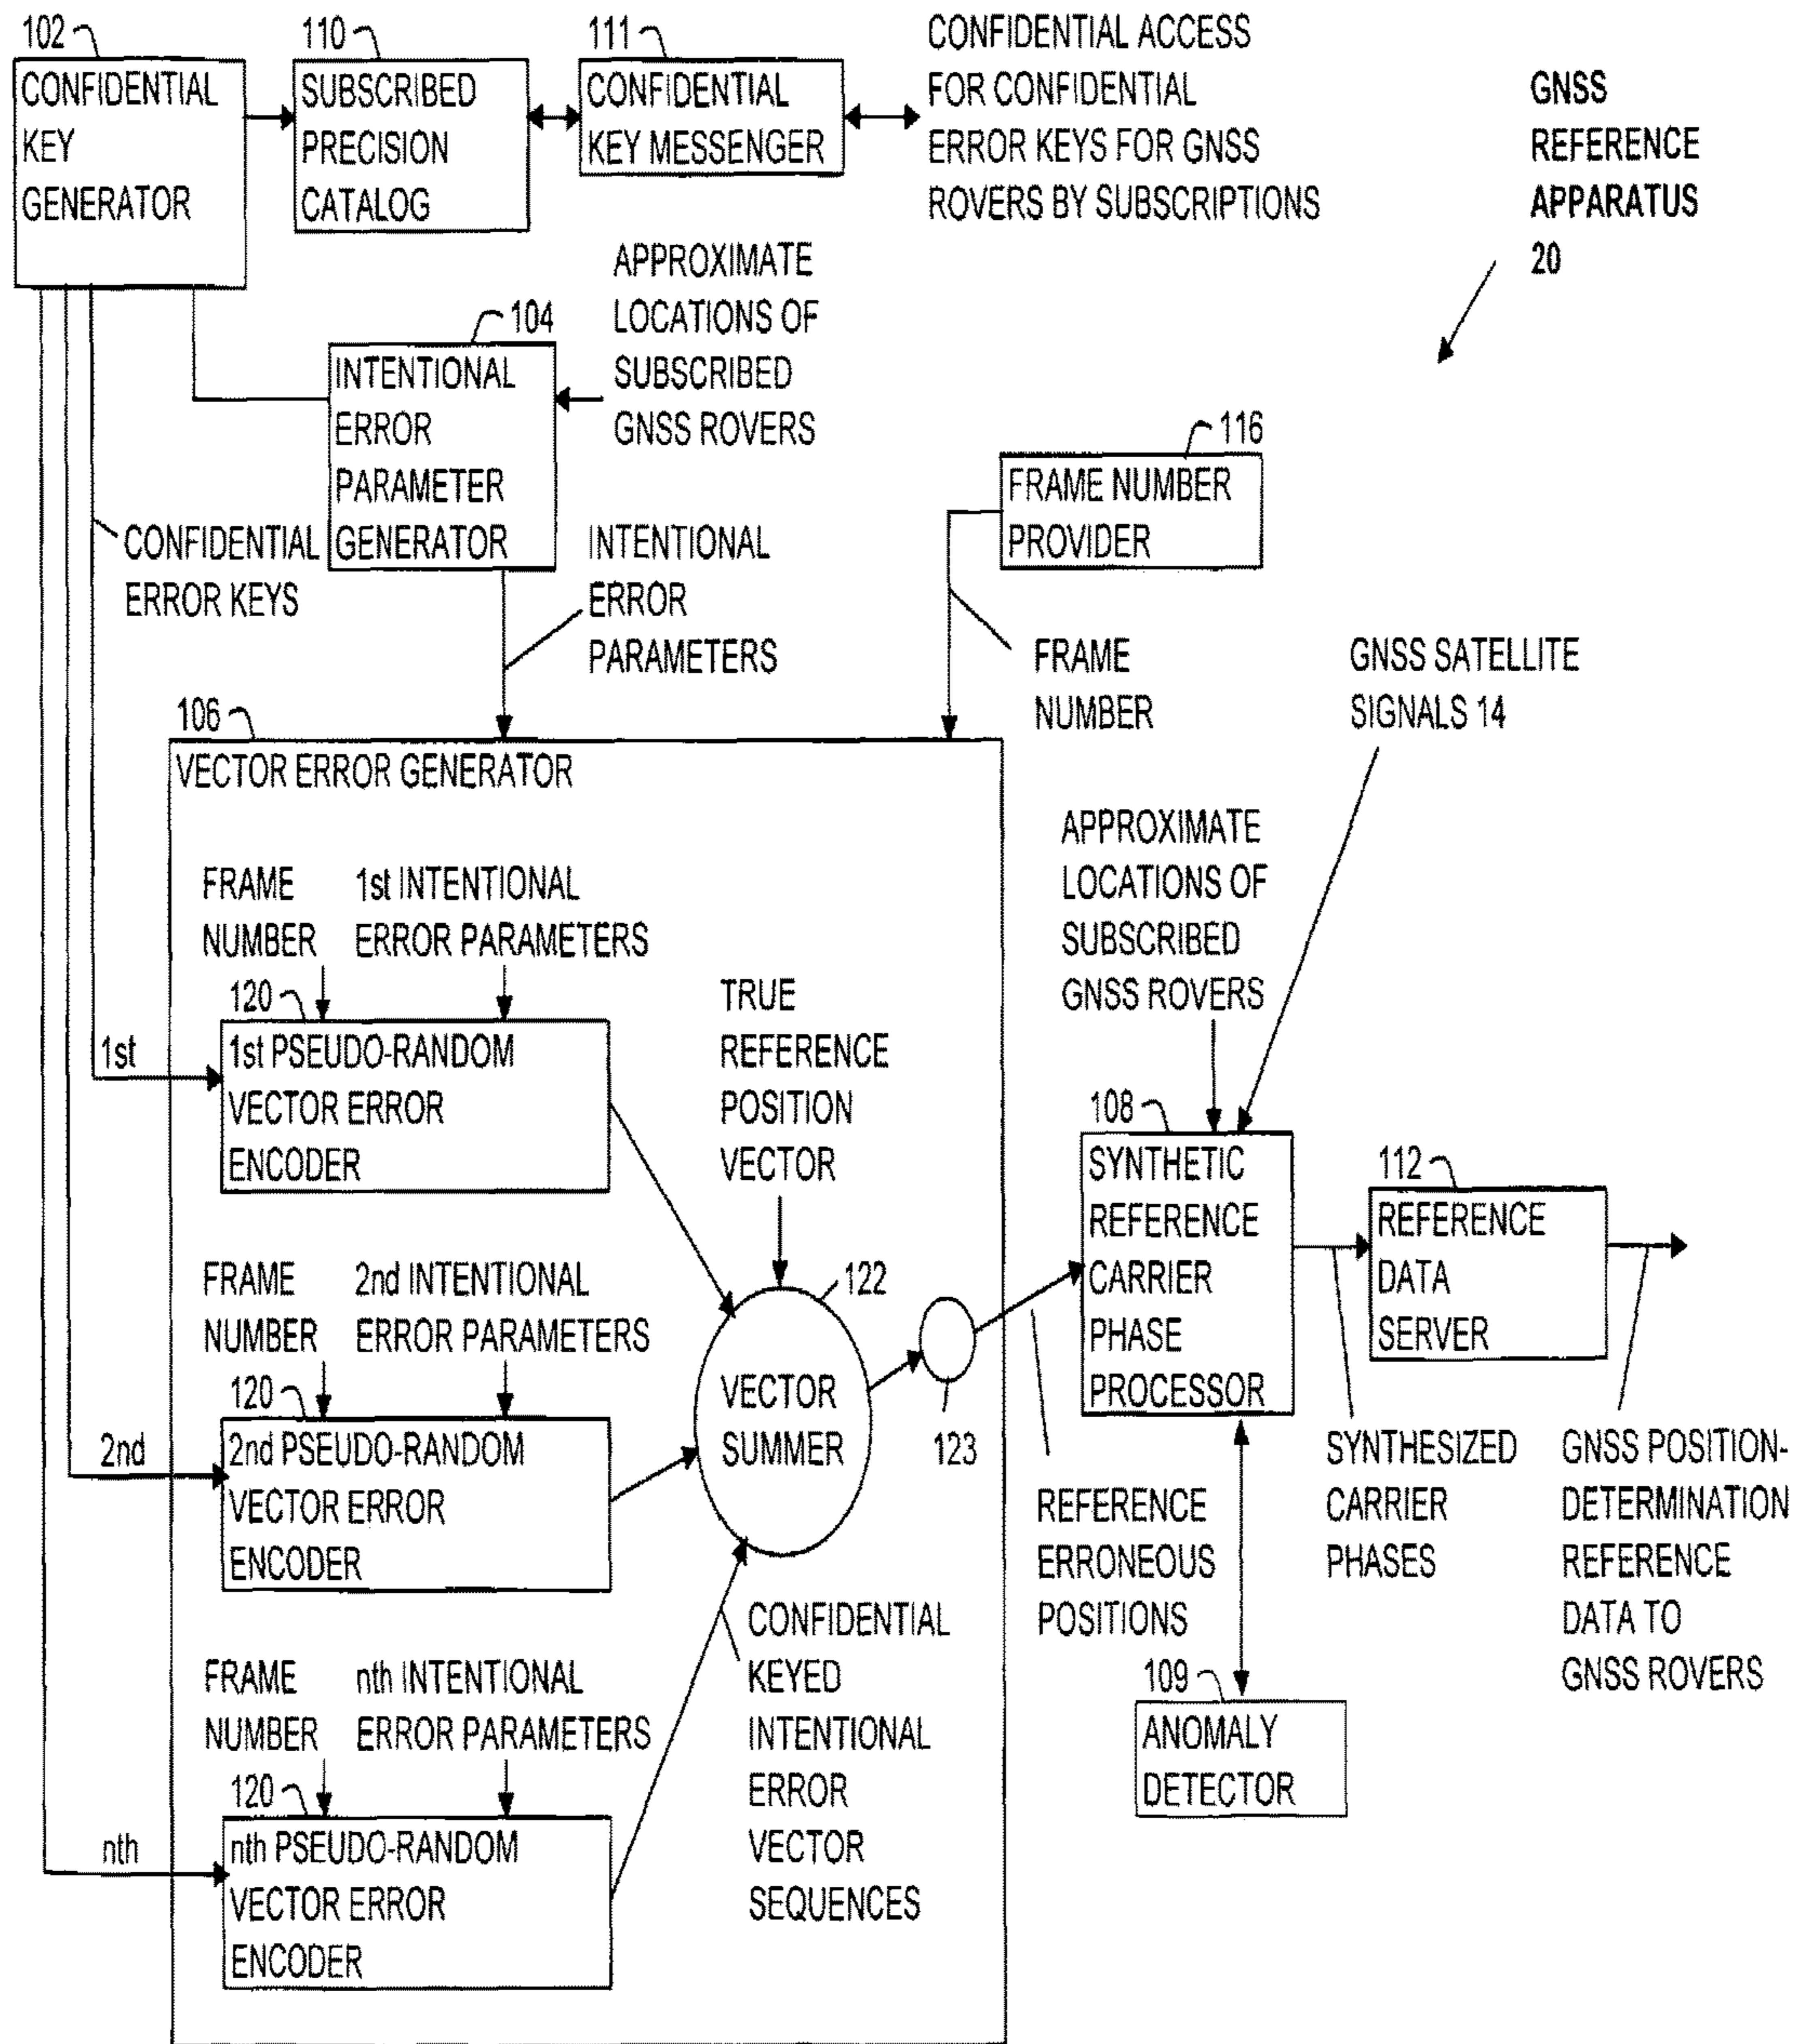 102
CONFIDENTIAL
KEY
GENERATOR
110
SUBSCRIBED
PRECISION
CATALOG
111
CONFIDENTIAL
KEY MESSENGER
CONFIDENTIAL ACCESS
FOR CONFIDENTIAL
ERROR KEYS FOR GNSS
ROVERS BY SUBSCRIPTIONS
GNSS
REFERENCE
APPARATUS
20
104
INTENTIONAL
ERROR
PARAMETER
GENERATOR
APPROXIMATE
LOCATIONS OF
SUBSCRIBED
GNSS ROVERS
116
FRAME NUMBER
PROVIDER
CONFIDENTIAL
ERROR KEYS
INTENTIONAL
ERROR
PARAMETERS
FRAME
NUMBER
GNSS SATELLITE
SIGNALS 14
106
VECTOR ERROR GENERATOR
FRAME
NUMBER
1st INTENTIONAL
ERROR PARAMETERS
120
1st
1st PSEUDO-RANDOM
VECTOR ERROR
ENCODER
TRUE
REFERENCE
POSITION
VECTOR
APPROXIMATE
LOCATIONS OF
SUBSCRIBED
GNSS ROVERS
108
SYNTHETIC
REFERENCE
CARRIER
PHASE
PROCESSOR
112
REFERENCE
DATA
SERVER
FRAME
NUMBER
2nd INTENTIONAL
ERROR PARAMETERS
120
2nd
2nd PSEUDO-RANDOM
VECTOR ERROR
ENCODER
122
VECTOR
SUMMER
123
REFERENCE
ERRONEOUS
POSITIONS
SYNTHESIZED
CARRIER
PHASES
GNSS POSITION-
DETERMINATION
REFERENCE
DATA TO
GNSS ROVERS
FRAME
NUMBER
nth INTENTIONAL
ERROR PARAMETERS
120
nth
nth PSEUDO-RANDOM
VECTOR ERROR
ENCODER
CONFIDENTIAL
KEYED
INTENTIONAL
ERROR
VECTOR
SEQUENCES
109
ANOMALY
DETECTOR